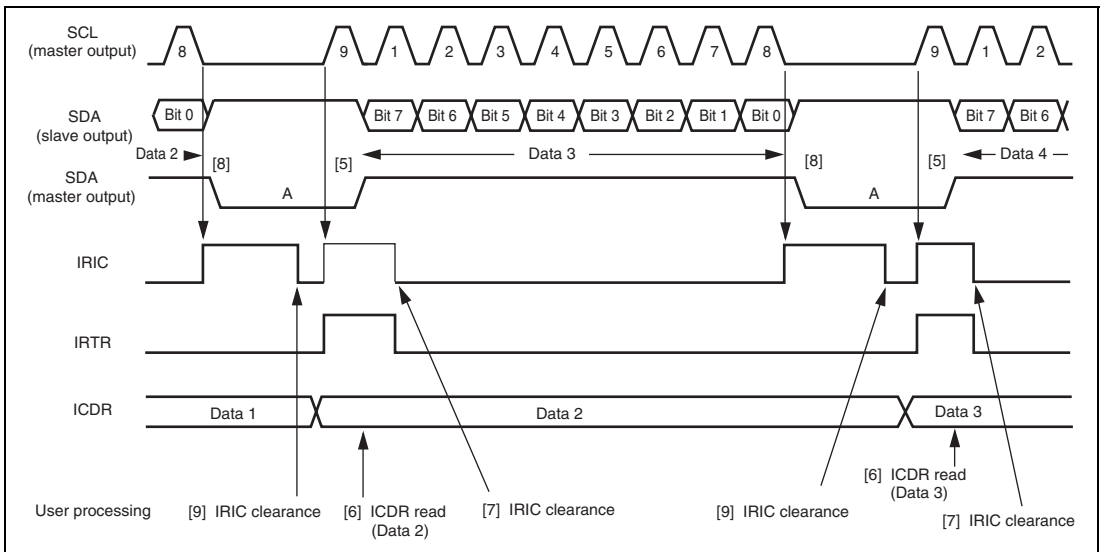 SCL
(master output)
8 9 1 2 3 4 5 6 7 8 9 1 2
SDA
(slave output)
Bit 0 Bit 7 Bit 6 Bit 5 Bit 4 Bit 3 Bit 2 Bit 1 Bit 0 Bit 7 Bit 6
Data 2 [8] [5] Data 3 [8] [5] Data 4
SDA
(master output)
A A
IRIC
IRTR
ICDR
Data 1 Data 2 Data 3
User processing
[9] IRIC clearance
[6] ICDR read
(Data 2)
[7] IRIC clearance
[9] IRIC clearance
[6] ICDR read
(Data 3)
[7] IRIC clearance